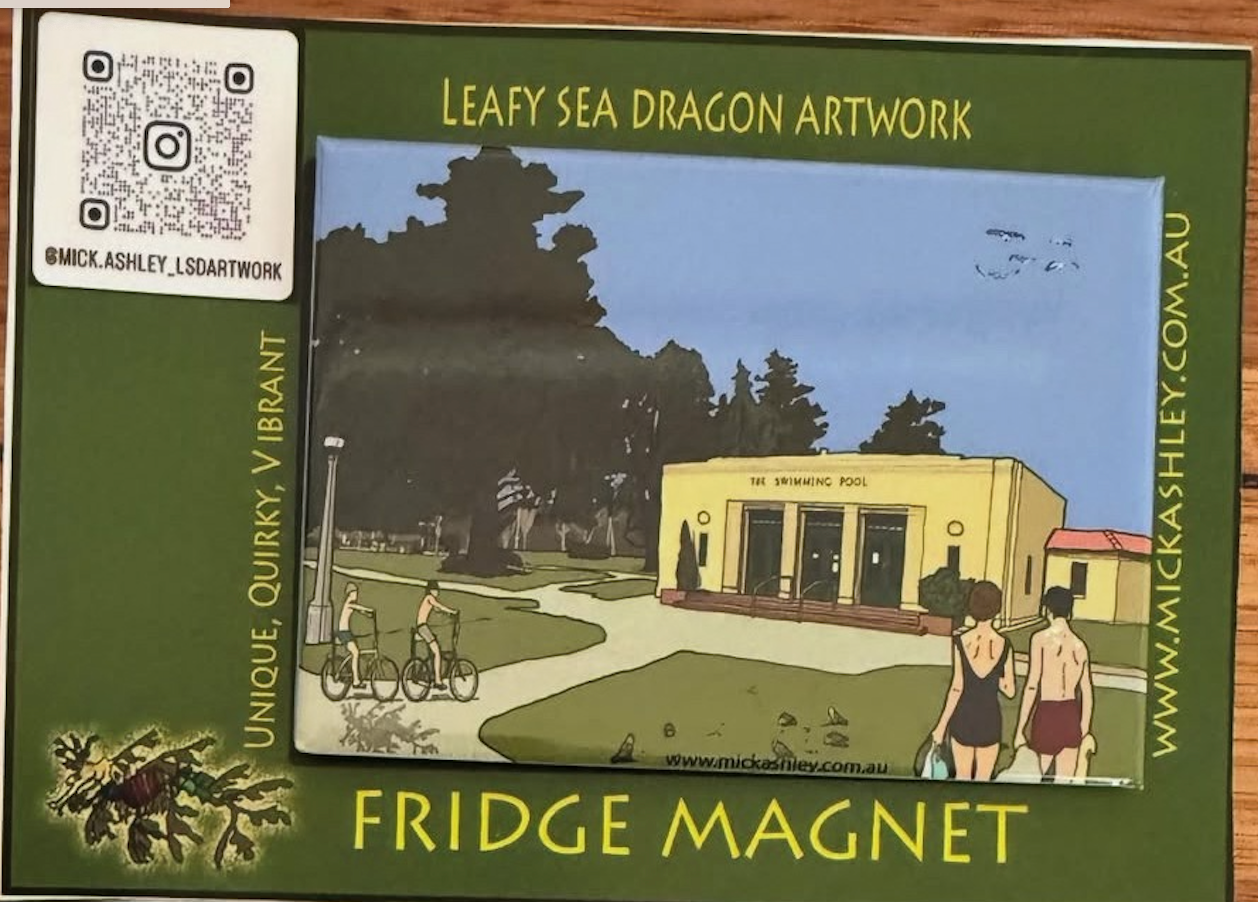 @MICK.ASHLEY_LSDARTWORK
LEAFY SEA DRAGON ARTWORK
UNIQUE, QUIRKY, VIBRANT
THE SWIMMING POOL
WWW.MICKASHLEY.COM.AU
www.mickashley.com.au
FRIDGE MAGNET